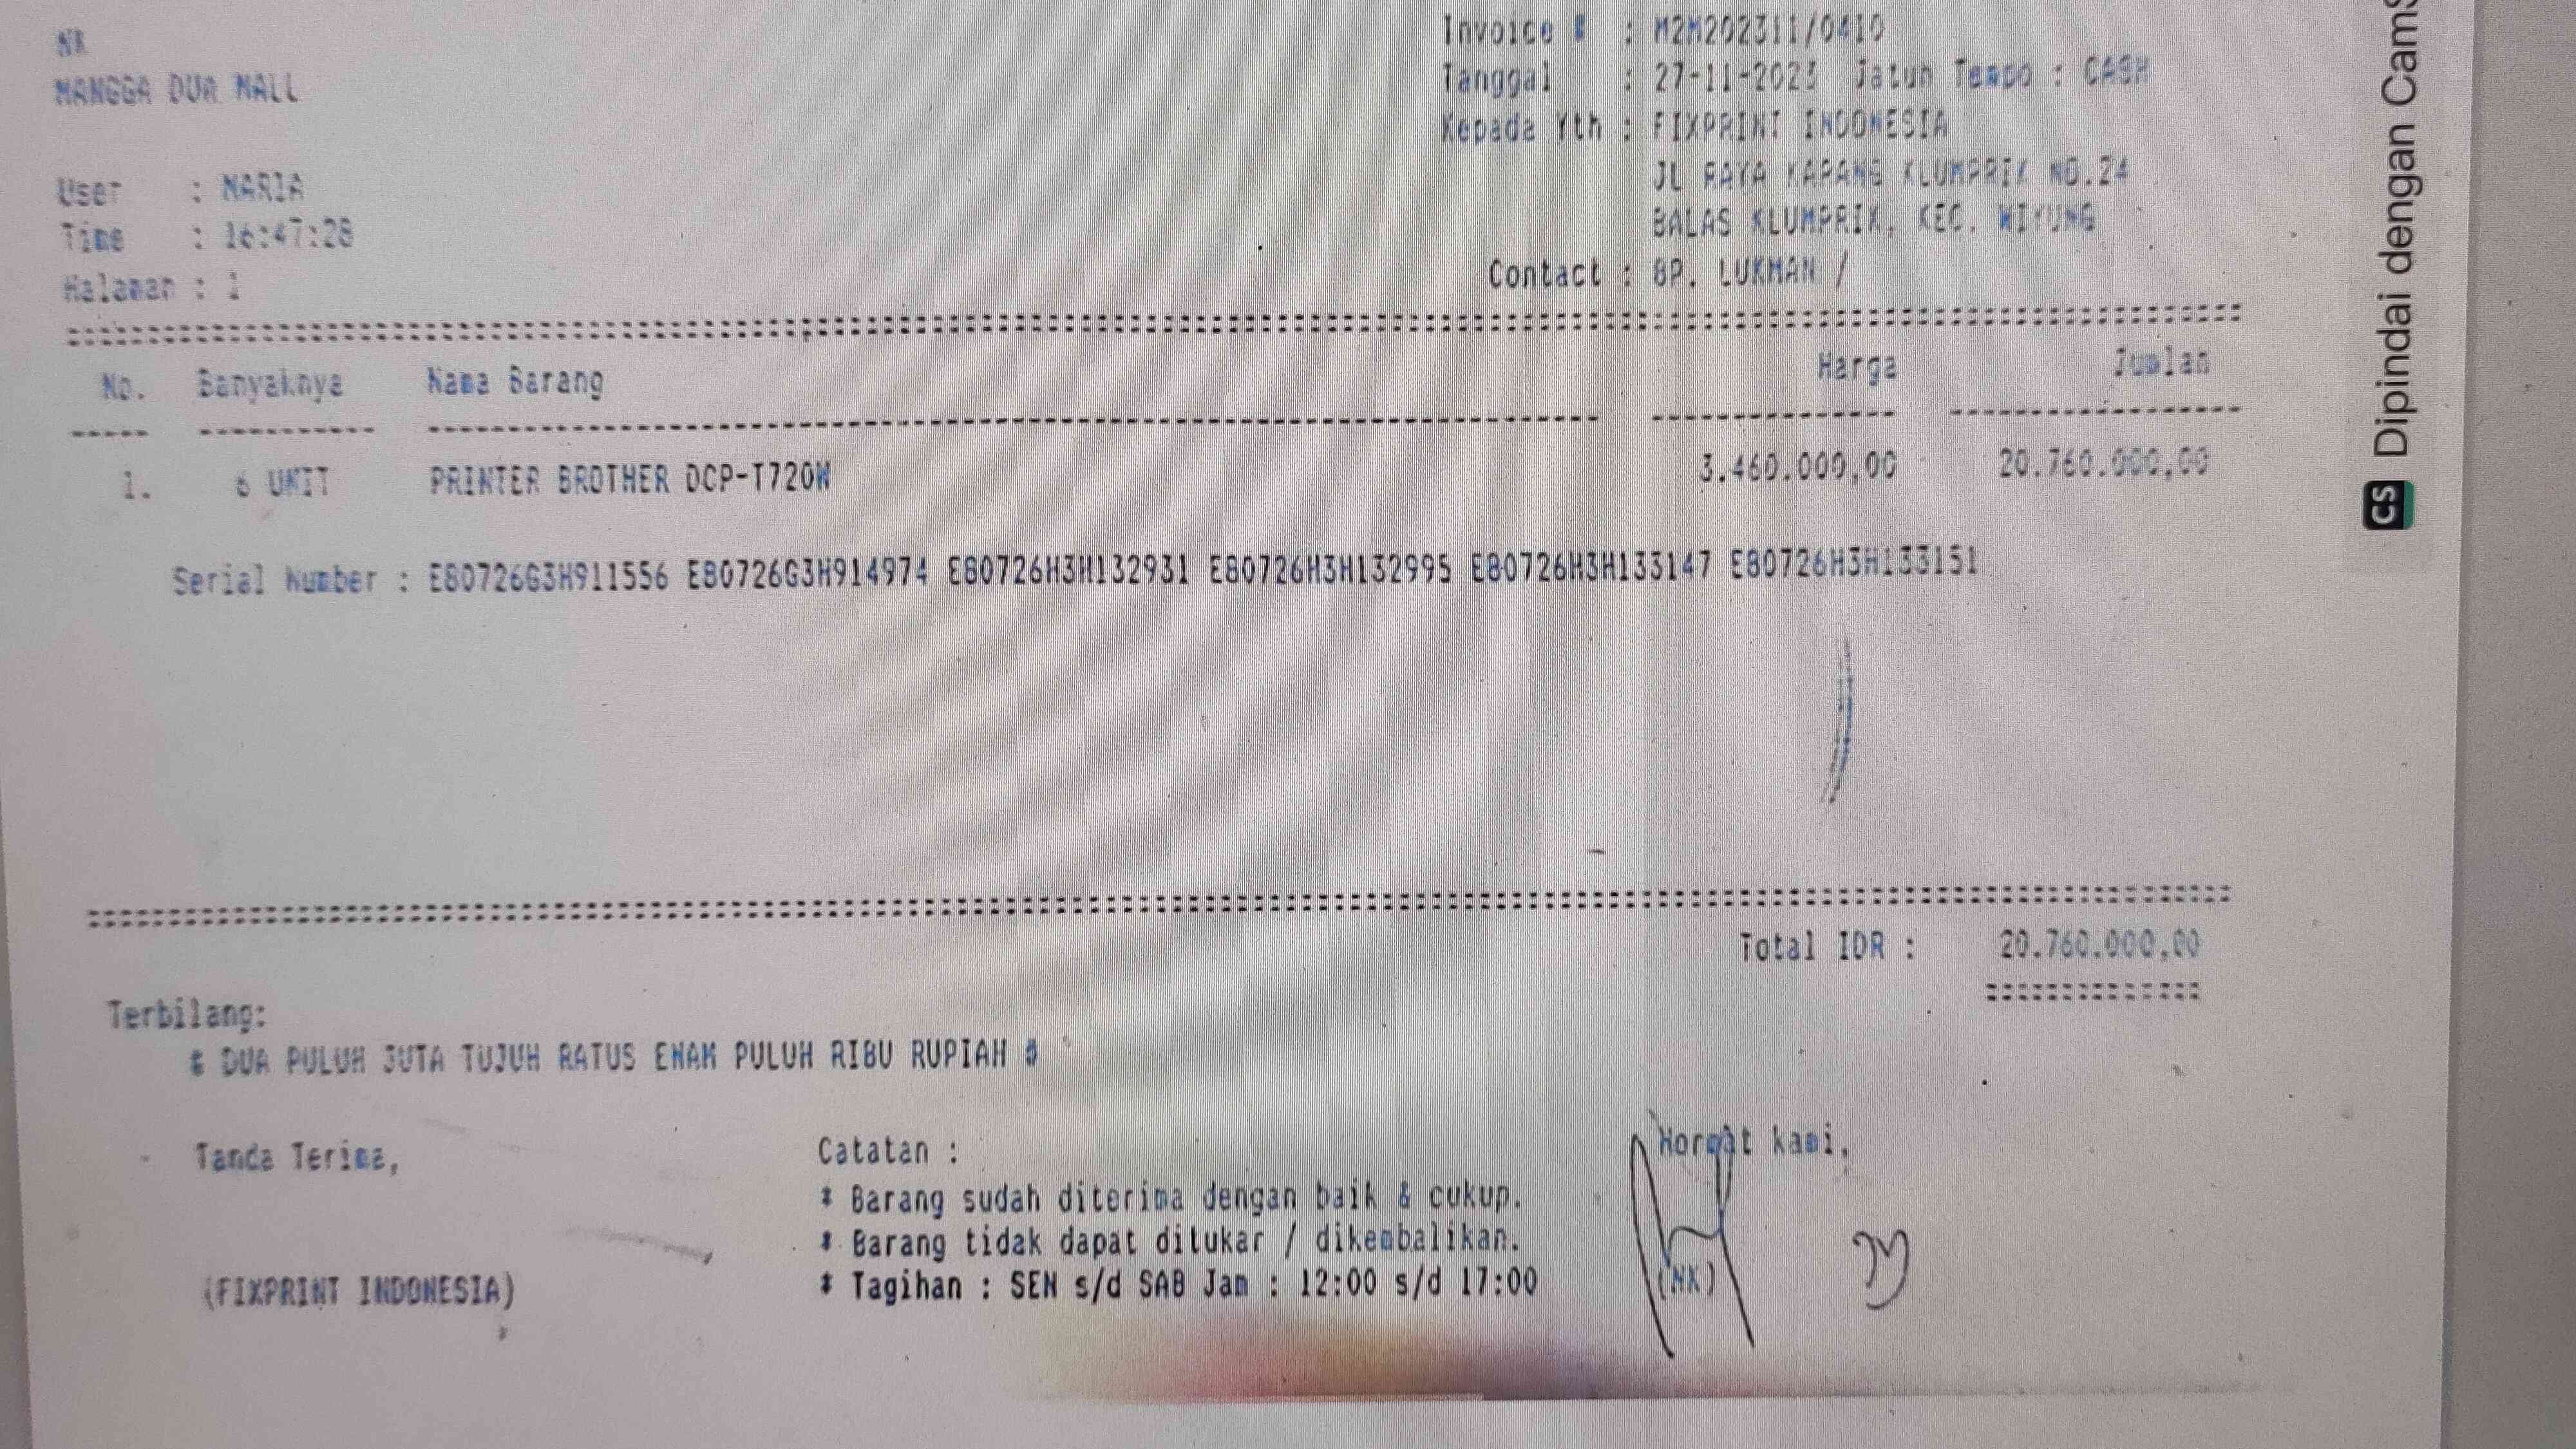 NK
MANGGA DUA MALL
Invoice # : M2M202311/0410
Tanggal : 27-11-2023 Jatuh Tempo : CASH
Kepada Yth : FIXPRINT INDONESIA
JL RAYA KARANG KLUMPRIK NO.24
BALAS KLUMPRIK, KEC. WIYUNG
Contact : BP. LUKMAN /
User : MARIA
Time : 16:47:28
Halaman : 1
No. Banyaknya Nama Barang Harga Jumlah
1. 6 UNIT PRINTER BROTHER DCP-T720W 3.460.000,00 20.760.000,00
Serial Number : E80726G3H911556 E80726G3H914974 E80726H3H132931 E80726H3H132995 E80726H3H133147 E80726H3H133151
Total IDR : 20.760.000,00
Terbilang:
# DUA PULUH JUTA TUJUH RATUS ENAM PULUH RIBU RUPIAH #
Tanda Terima,
(FIXPRINT INDONESIA)
Catatan :
* Barang sudah diterima dengan baik & cukup.
* Barang tidak dapat ditukar / dikembalikan.
* Tagihan : SEN s/d SAB Jam : 12:00 s/d 17:00
Hormat kami,
(NK)
CS Dipindai dengan CamS